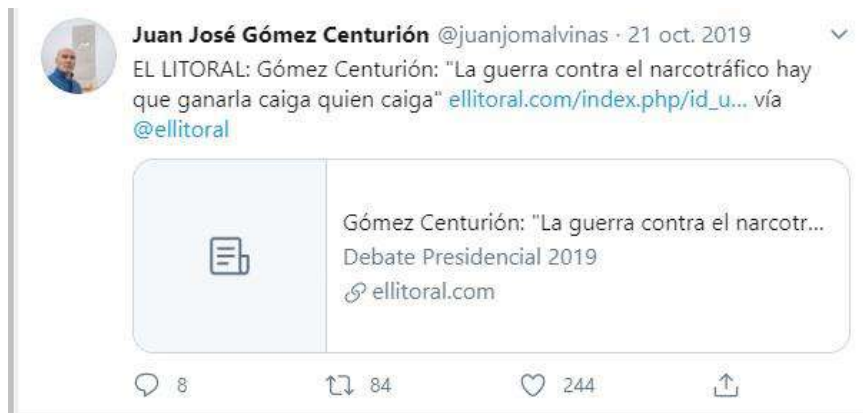 Juan José Gómez Centurión @juanjomalvinas · 21 oct. 2019
EL LITORAL: Gómez Centurión: "La guerra contra el narcotráfico hay
que ganarla caiga quien caiga" ellitoral.com/index.php/id_u... vía
@ellitoral
Gómez Centurión: "La guerra contra el narcotr...
Debate Presidencial 2019
ellitoral.com
8 84 244